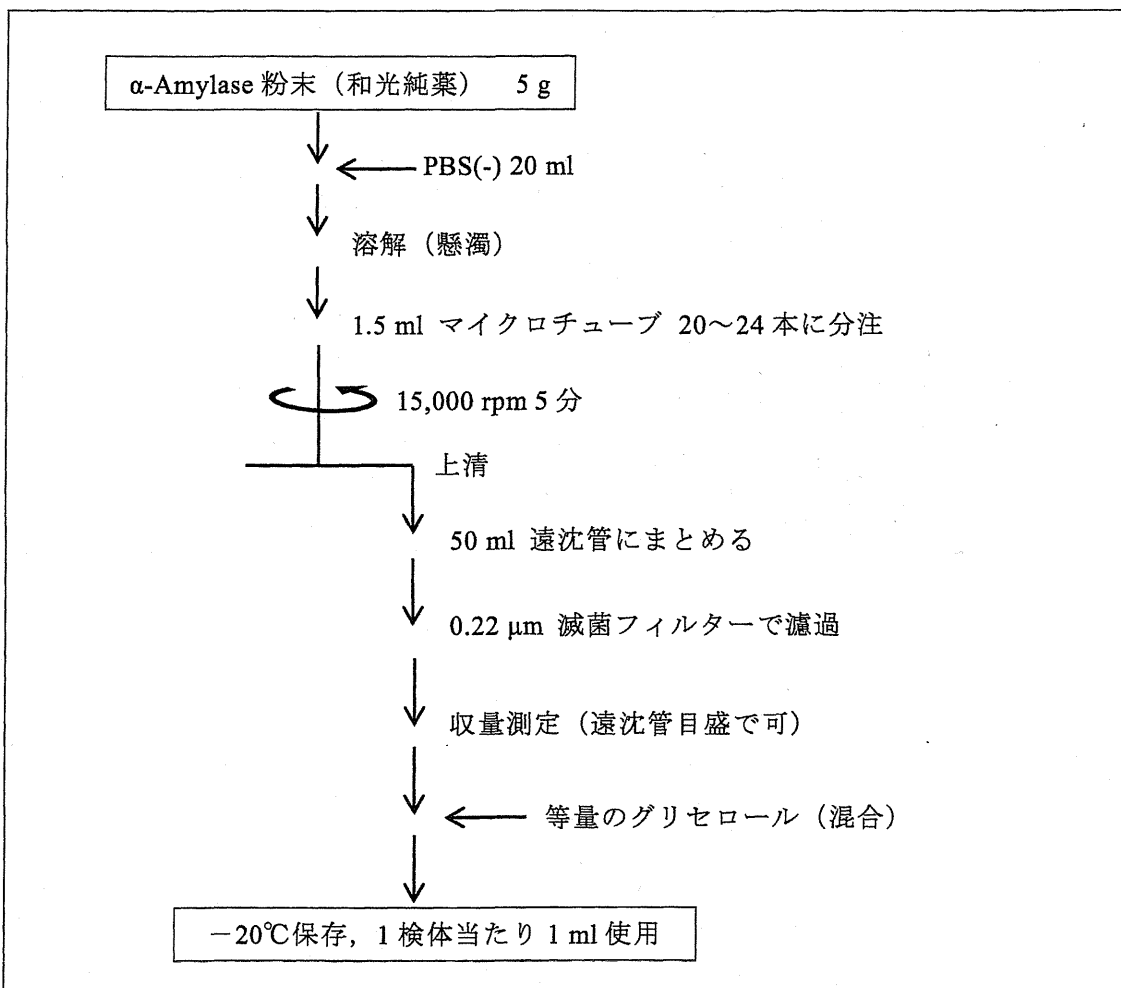 α-Amylase 粉末（和光純薬） 5 g
PBS(-) 20 ml
溶解（懸濁）
1.5 ml マイクロチューブ 20～24 本に分注
15,000 rpm 5 分
上清
50 ml 遠沈管にまとめる
0.22 μm 滅菌フィルターで濾過
収量測定（遠沈管目盛で可）
等量のグリセロール（混合）
－20℃保存，1 検体当たり 1 ml 使用